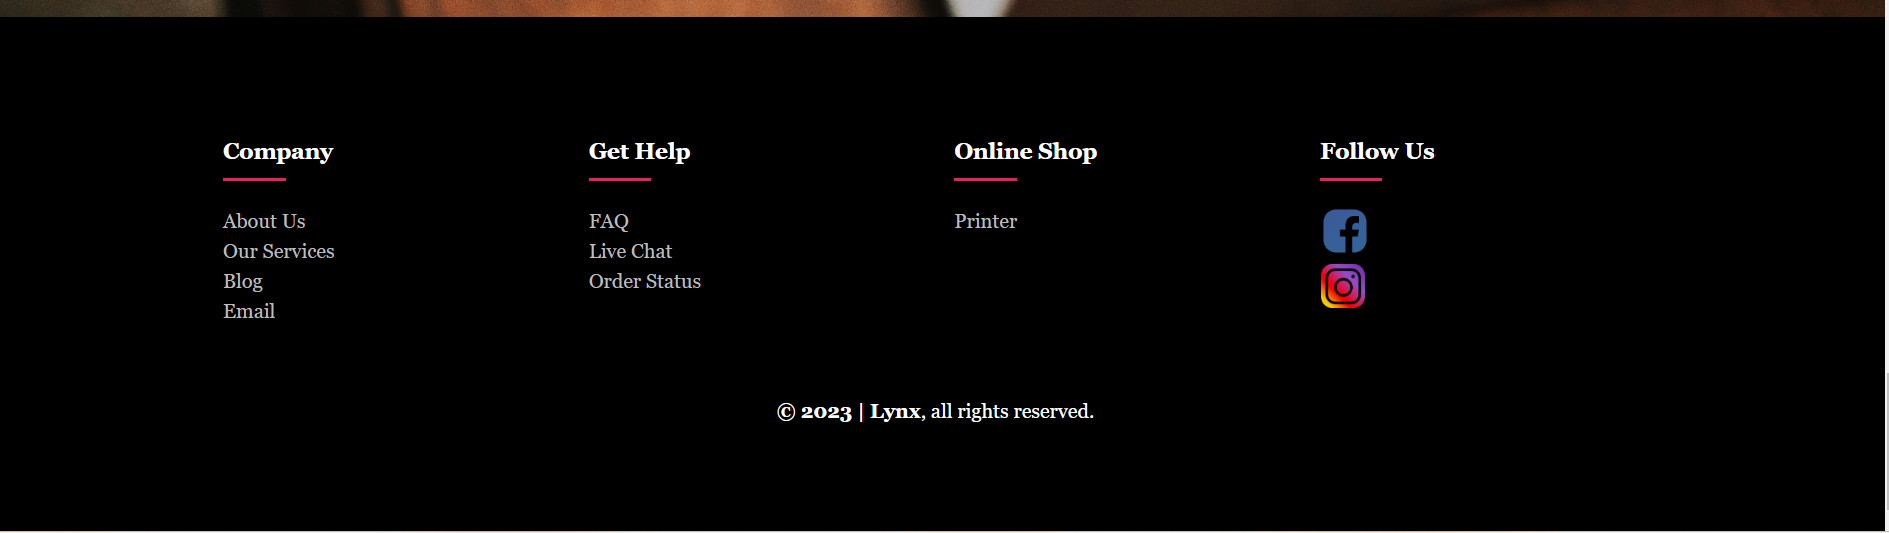 Company
About Us
Our Services
Blog
Email
Get Help
FAQ
Live Chat
Order Status
Online Shop
Printer
Follow Us
© 2023 | Lynx, all rights reserved.